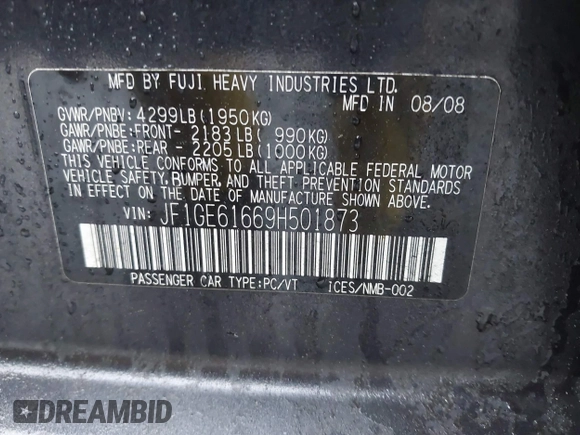 MFD BY FUJI HEAVY INDUSTRIES LTD.
MFD IN 08/08
GVWR/PNBV: 4299LB(1950KG)
GAWR/PNBE:FRONT- 2183LB( 990KG)
GAWR/PNBE:REAR - 2205LB(1000KG)
THIS VEHICLE CONFORMS TO ALL APPLICABLE FEDERAL MOTOR
VEHICLE SAFETY, BUMPER, AND THEFT PREVENTION STANDARDS
IN EFFECT ON THE DATE OF MANUFACTURE SHOWN ABOVE.
VIN: JF1GE61669H501873
PASSENGER CAR TYPE:PC/VT ICES/NMB-002
DREAMBID